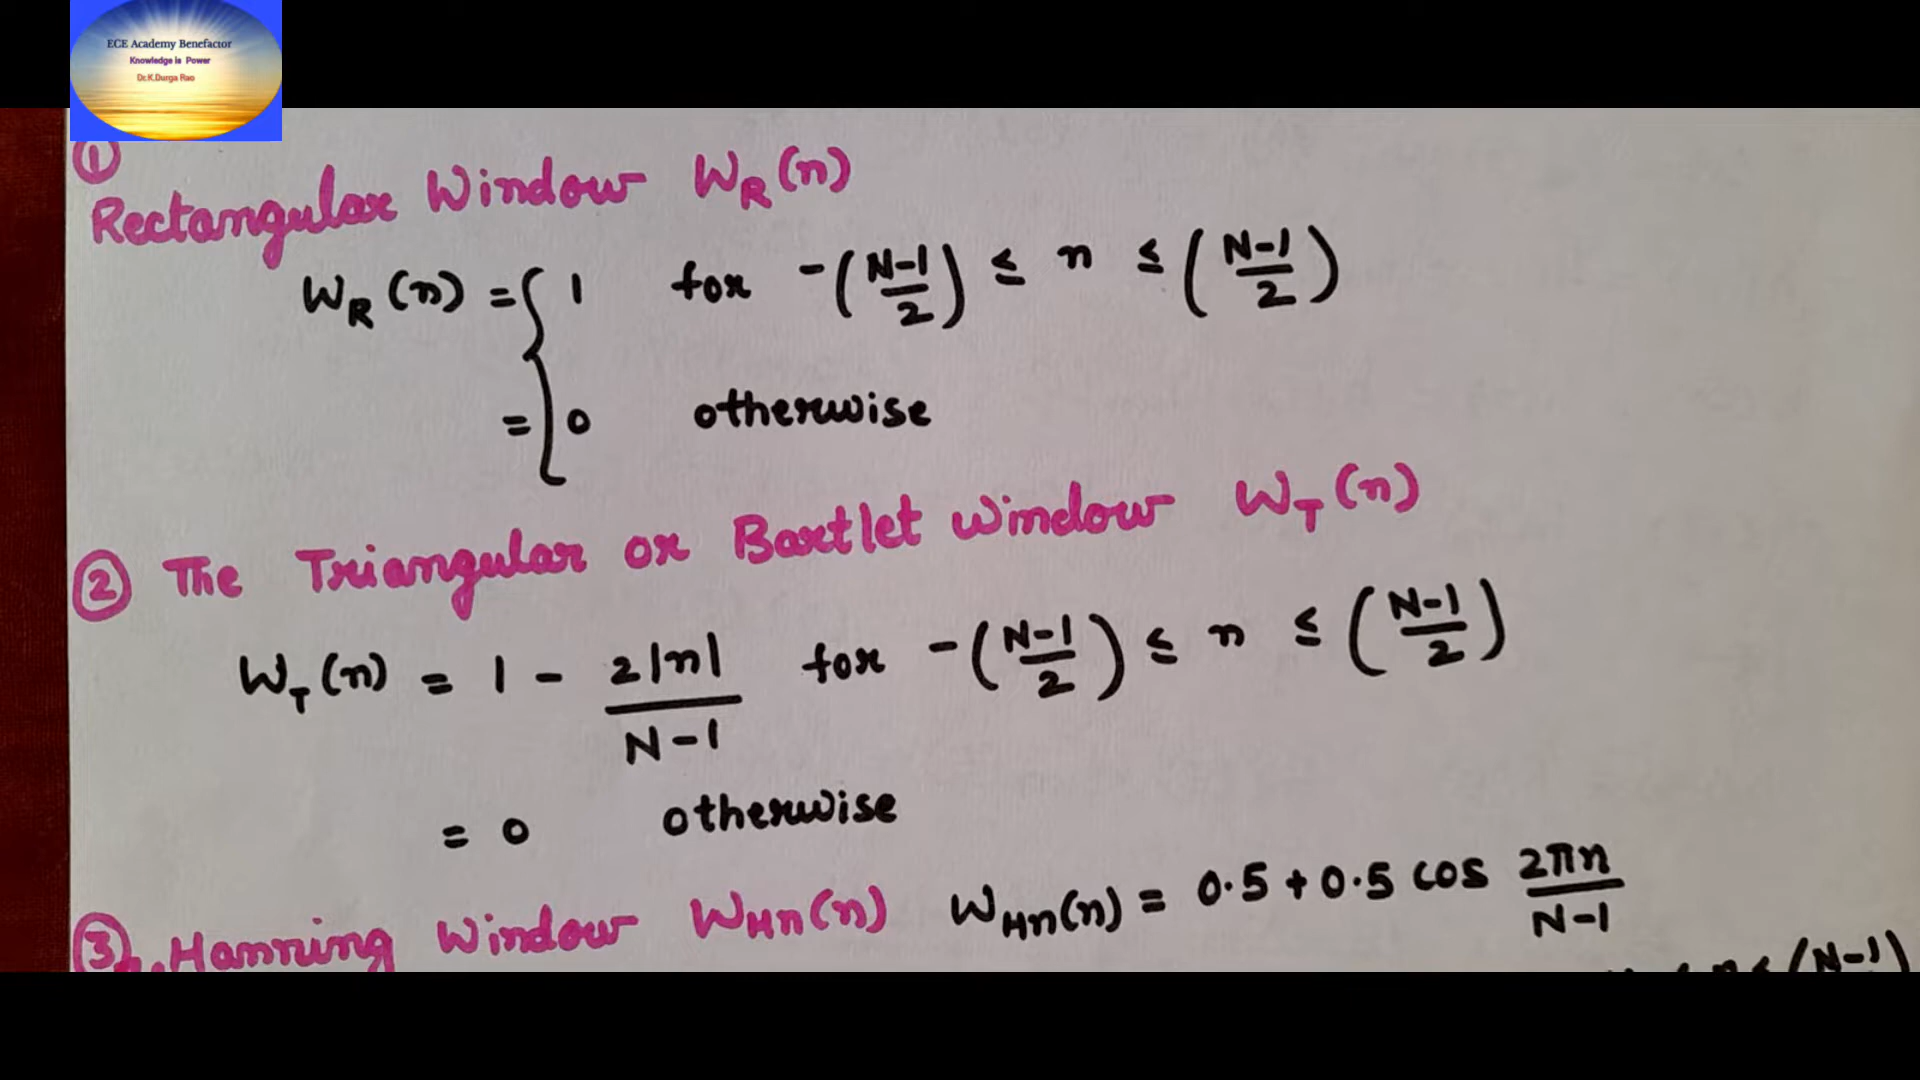 ECE Academy Benefactor
Knowledge is Power
Dr.K.Durga Rao
①
Rectangular Window W_R(n)
W_R(n) = { 1 for -((N-1)/2) ≤ n ≤ ((N-1)/2)
= { 0 otherwise
② The Triangular or Bartlet window W_T(n)
W_T(n) = 1 - 2|n|/(N-1) for -((N-1)/2) ≤ n ≤ ((N-1)/2)
= 0 otherwise
③ Hanning window W_Hn(n) W_Hn(n) = 0.5 + 0.5 cos 2πn/(N-1)